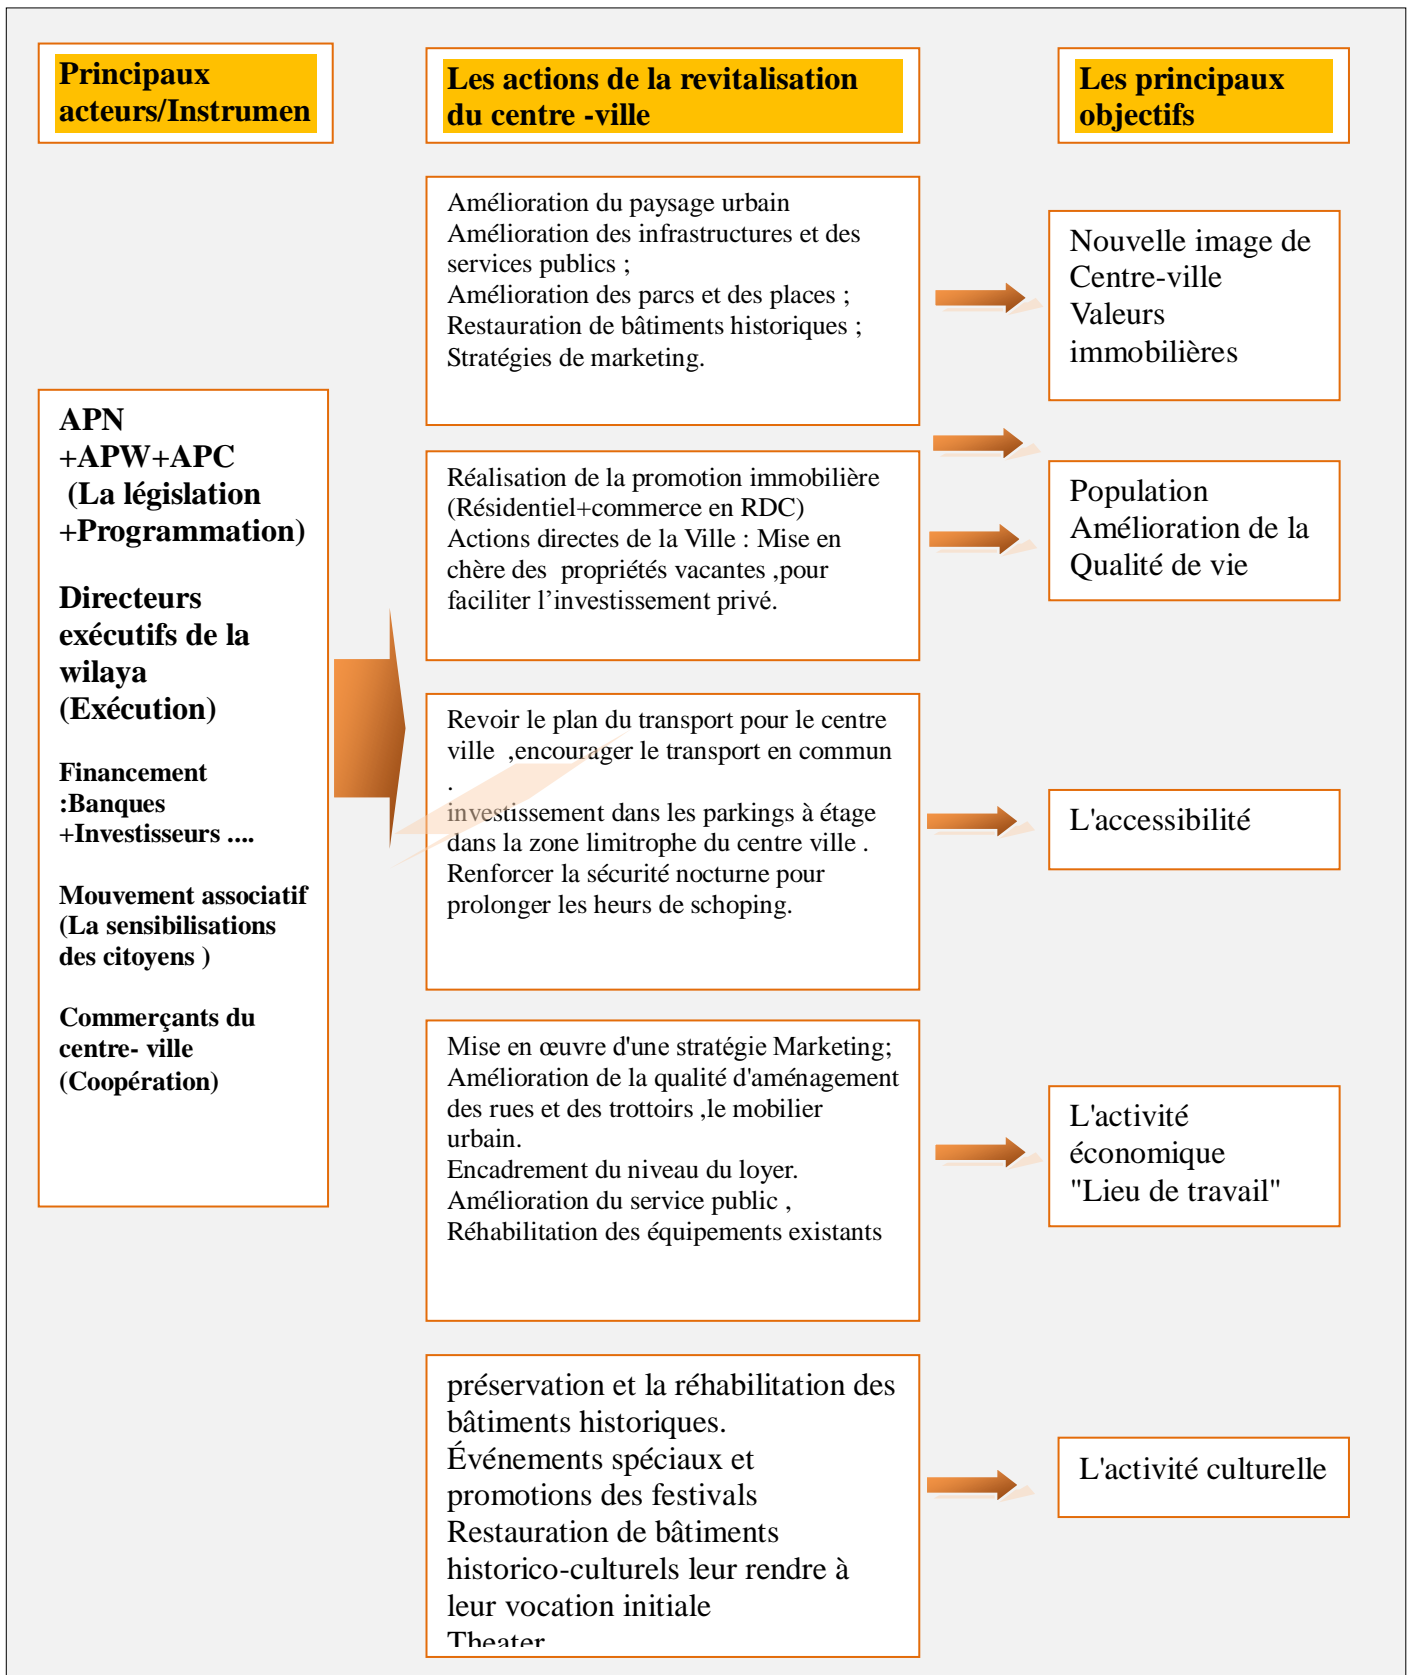 Principaux
acteurs/Instrumen
Les actions de la revitalisation
du centre -ville
Les principaux
objectifs
APN
+APW+APC
(La législation
+Programmation)
Directeurs
exécutifs de la
wilaya
(Exécution)
Financement
:Banques
+Investisseurs ....
Mouvement associatif
(La sensibilisations
des citoyens )
Commerçants du
centre- ville
(Coopération)
Amélioration du paysage urbain
Amélioration des infrastructures et des
services publics ;
Amélioration des parcs et des places ;
Restauration de bâtiments historiques ;
Stratégies de marketing.
Nouvelle image de
Centre-ville
Valeurs
immobilières
Réalisation de la promotion immobilière
(Résidentiel+commerce en RDC)
Actions directes de la Ville : Mise en
chère des  propriétés vacantes ,pour
faciliter l’investissement privé.
Population
Amélioration de la
Qualité de vie
Revoir le plan du transport pour le centre
ville  ,encourager le transport en commun
.
investissement dans les parkings à étage
dans la zone limitrophe du centre ville .
Renforcer la sécurité nocturne pour
prolonger les heurs de schoping.
L'accessibilité
Mise en œuvre d'une stratégie Marketing;
Amélioration de la qualité d'aménagement
des rues et des trottoirs ,le mobilier
urbain.
Encadrement du niveau du loyer.
Amélioration du service public ,
Réhabilitation des équipements existants
L'activité
économique
"Lieu de travail"
préservation et la réhabilitation des
bâtiments historiques.
Événements spéciaux et
promotions des festivals
Restauration de bâtiments
historico-culturels leur rendre à
leur vocation initiale
Theater
L'activité culturelle